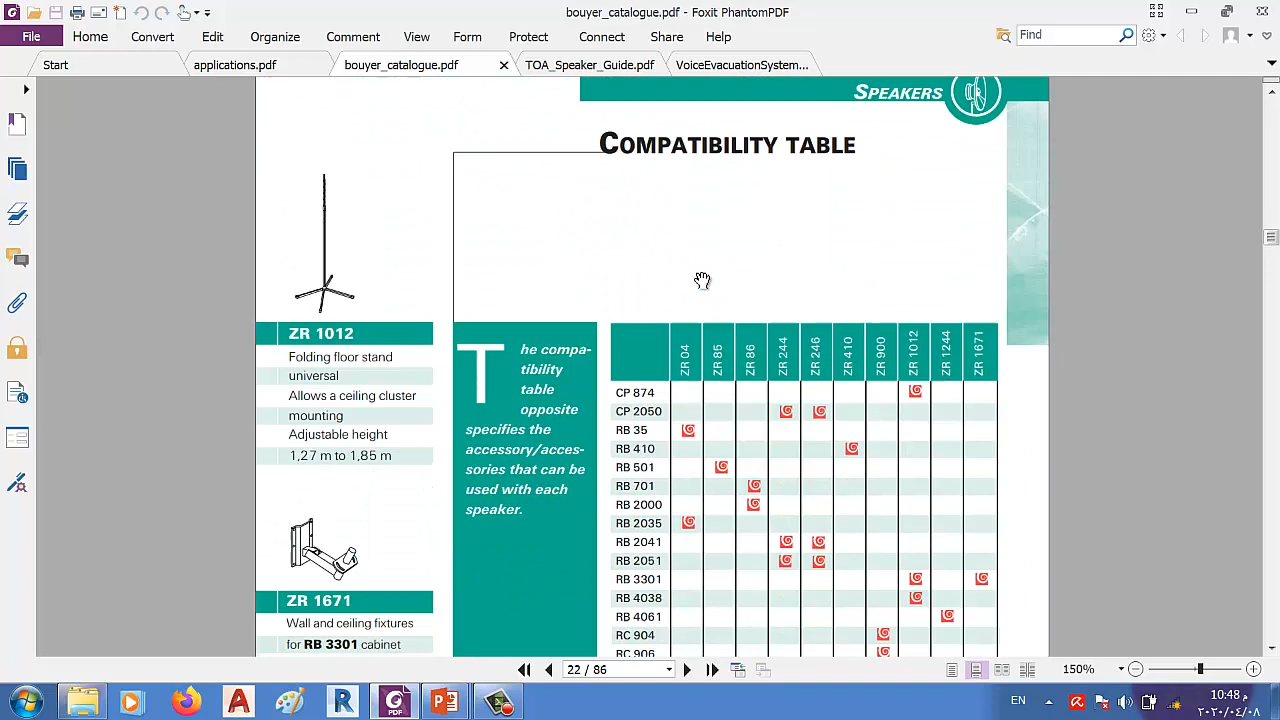 bouyer_catalogue.pdf - Foxit PhantomPDF
File Home Convert Edit Organize Comment View Form Protect Connect Share Help
Find
Start
applications.pdf
bouyer_catalogue.pdf
TOA_Speaker_Guide.pdf
VoiceEvacuationSystem...
SPEAKERS
COMPATIBILITY TABLE
ZR 1012
Folding floor stand
universal
Allows a ceiling cluster
mounting
Adjustable height
1,27 m to 1,85 m
ZR 1671
Wall and ceiling fixtures
for RB 3301 cabinet
The compa-
tibility
table
opposite
specifies the
accessory/acces-
sories that can be
used with each
speaker.
ZR 04
ZR 85
ZR 86
ZR 244
ZR 246
ZR 410
ZR 900
ZR 1012
ZR 1244
ZR 1671
CP 874
CP 2050
RB 35
RB 410
RB 501
RB 701
RB 2000
RB 2035
RB 2041
RB 2051
RB 3301
RB 4038
RB 4061
RC 904
RC 906
22 / 86
150%
PDF
EN
10:48 م
٢٠٢٠/٠٤/٠٨